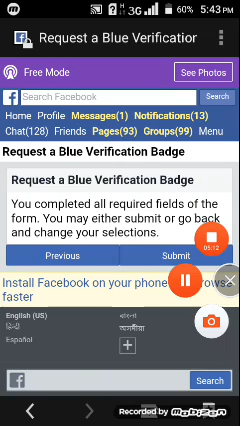 3G 60% 5:43 PM
Request a Blue Verification
Free Mode See Photos
Search Facebook Search
Home Profile Messages(1) Notifications(13)
Chat(128) Friends Pages(93) Groups(99) Menu
Request a Blue Verification Badge
Request a Blue Verification Badge
You completed all required fields of the
form. You may either submit or go back
and change your selections.
05:12
Previous Submit
Install Facebook on your phone
faster
English (US) বাংলা
हिन्दी অসমীয়া
Español
Search
Recorded by Mobizen